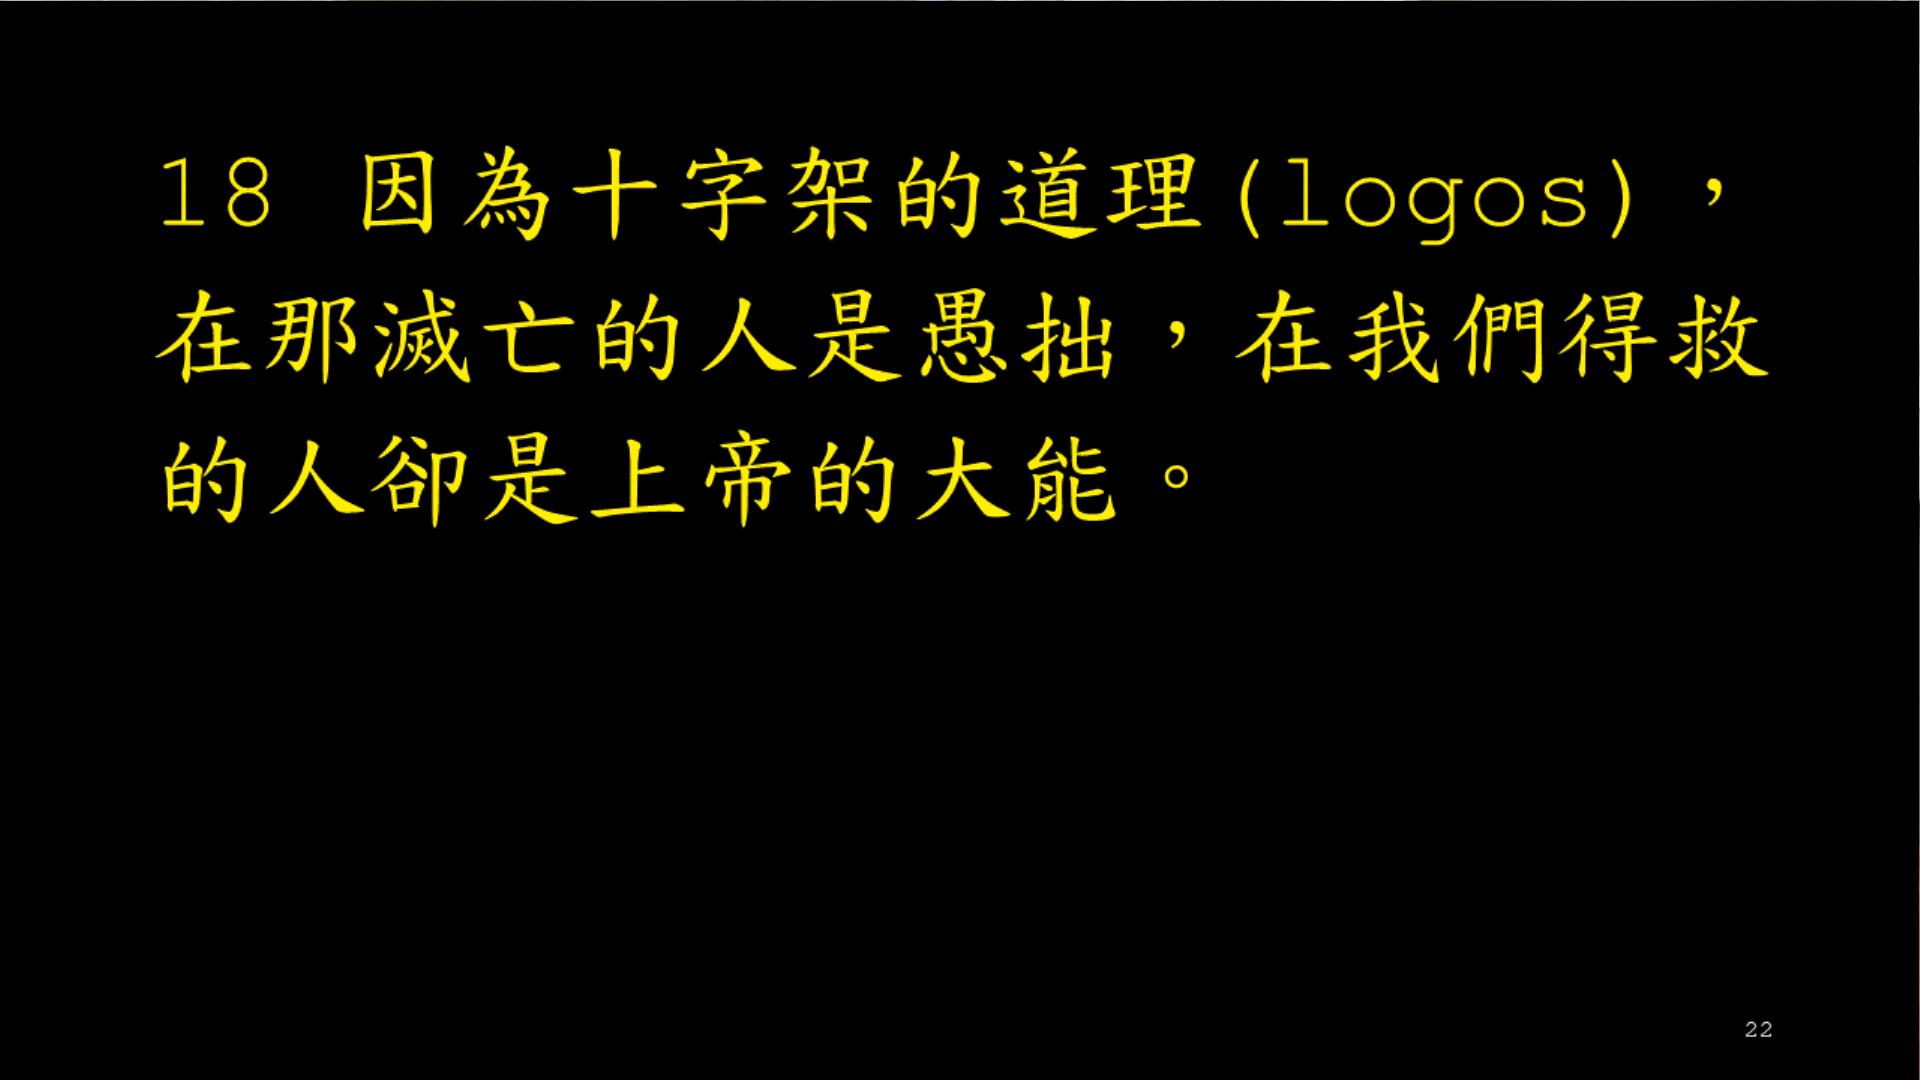 18 因為十字架的道理(logos)，
在那滅亡的人是愚拙，在我們得救
的人卻是上帝的大能。
22